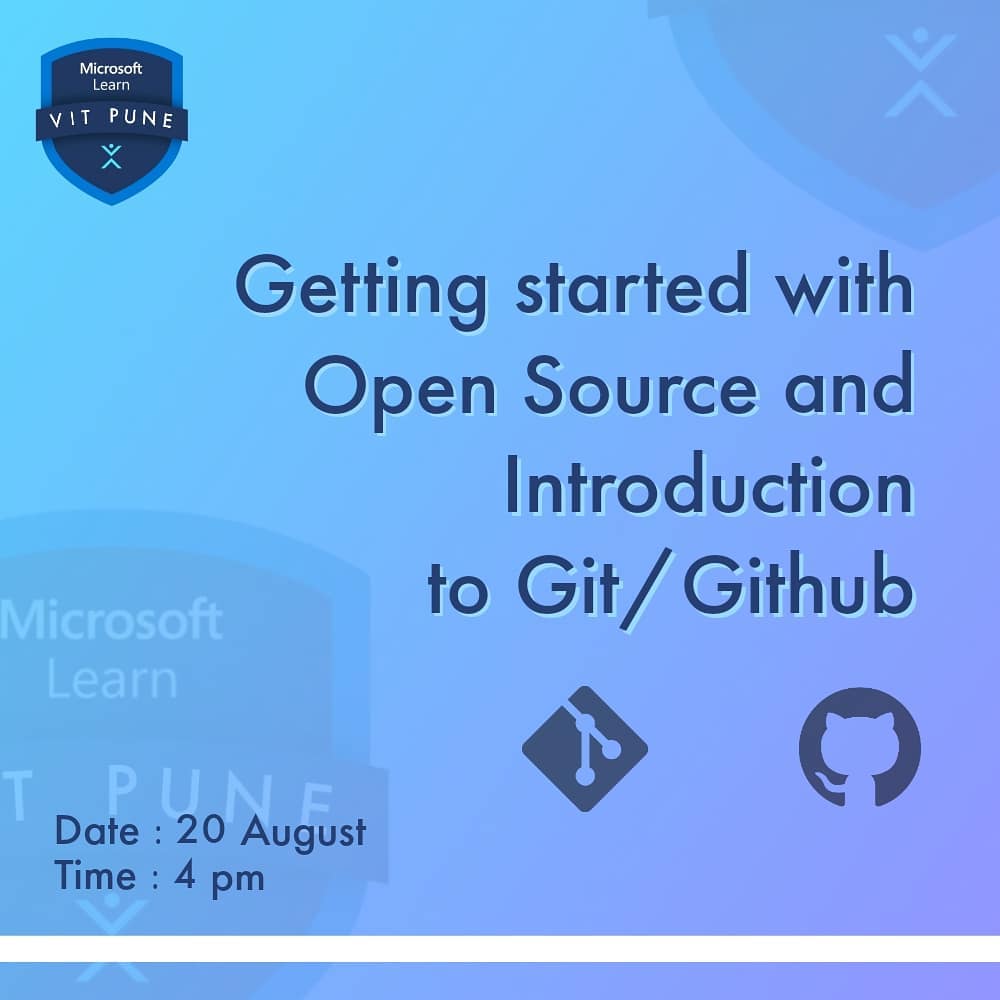 Microsoft
Learn
VIT PUNE
Getting started with
Open Source and
Introduction
to Git/Github
Microsoft
Learn
T PUNE
Date : 20 August
Time : 4 pm